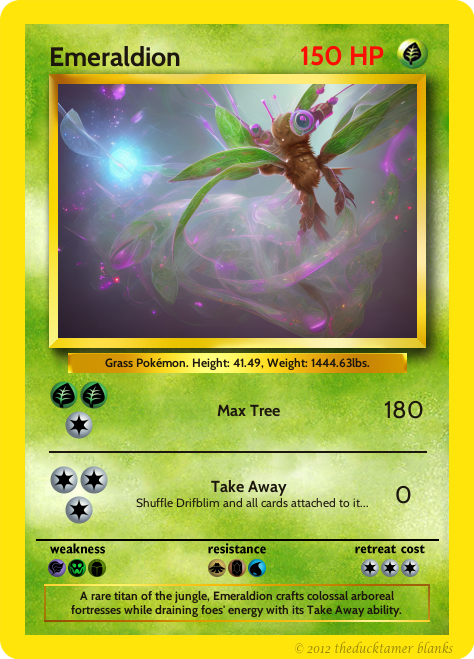 Emeraldion 150 HP
Grass Pokémon. Height: 41.49, Weight: 1444.63lbs.
Max Tree 180
Take Away 0
Shuffle Drifblim and all cards attached to it...
weakness resistance retreat cost
A rare titan of the jungle, Emeraldion crafts colossal arboreal
fortresses while draining foes' energy with its Take Away ability.
© 2012 theducktamer blanks